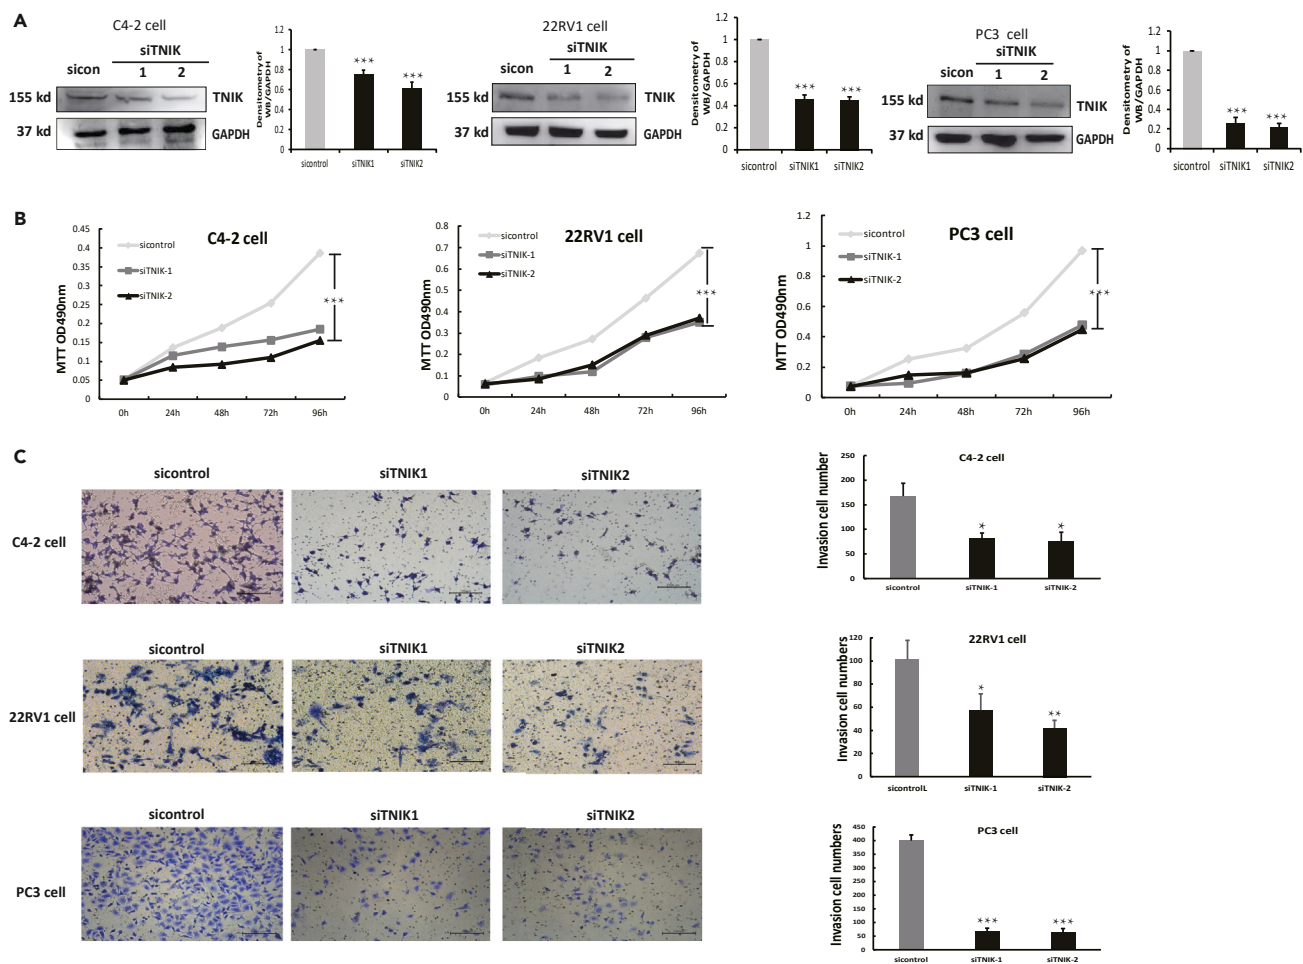 A
C4-2 cell
siTNIK
sicon 1 2
155 kd TNIK
37 kd GAPDH
Densitometry of
WB/GAPDH
1.2
1
0.8
0.6
0.4
0.2
0
***
***
sicontrol siTNIK1 siTNIK2
22RV1 cell
siTNIK
sicon 1 2
155 kd TNIK
37 kd GAPDH
Densitometry of
WB/GAPDH
1.2
1
0.8
0.6
0.4
0.2
0
*** ***
sicontrol siTNIK1 siTNIK2
PC3 cell
siTNIK
sicon 1 2
155 kd TNIK
37 kd GAPDH
Densitometry of
WB/GAPDH
1.2
1
0.8
0.6
0.4
0.2
0
*** ***
sicontrol siTNIK1 siTNIK2
B
C4-2 cell
MTT OD490nm
0.45
0.4
0.35
0.3
0.25
0.2
0.15
0.1
0.05
0
sicontrol
siTNIK-1
siTNIK-2
***
0h 24h 48h 72h 96h
22RV1 cell
MTT OD490nm
0.8
0.7
0.6
0.5
0.4
0.3
0.2
0.1
0
sicontrol
siTNIK-1
siTNIK-2
***
0h 24h 48h 72h 96h
PC3 cell
MTT OD490nm
1.2
1
0.8
0.6
0.4
0.2
0
sicontrol
siTNIK-1
siTNIK-2
***
0h 24h 48h 72h 96h
C
sicontrol siTNIK1 siTNIK2
C4-2 cell
C4-2 cell
Invasion cell number
250
200
150
100
50
0
* *
sicontrol siTNIK-1 siTNIK-2
sicontrol siTNIK1 siTNIK2
22RV1 cell
22RV1 cell
Invasion cell numbers
120
100
80
60
40
20
0
*
**
sicontrolL siTNIK-1 siTNIK-2
sicontrol siTNIK1 siTNIK2
PC3 cell
PC3 cell
Invasion cell numbers
450
400
350
300
250
200
150
100
50
0
*** ***
sicontrol siTNIK-1 siTNIK-2